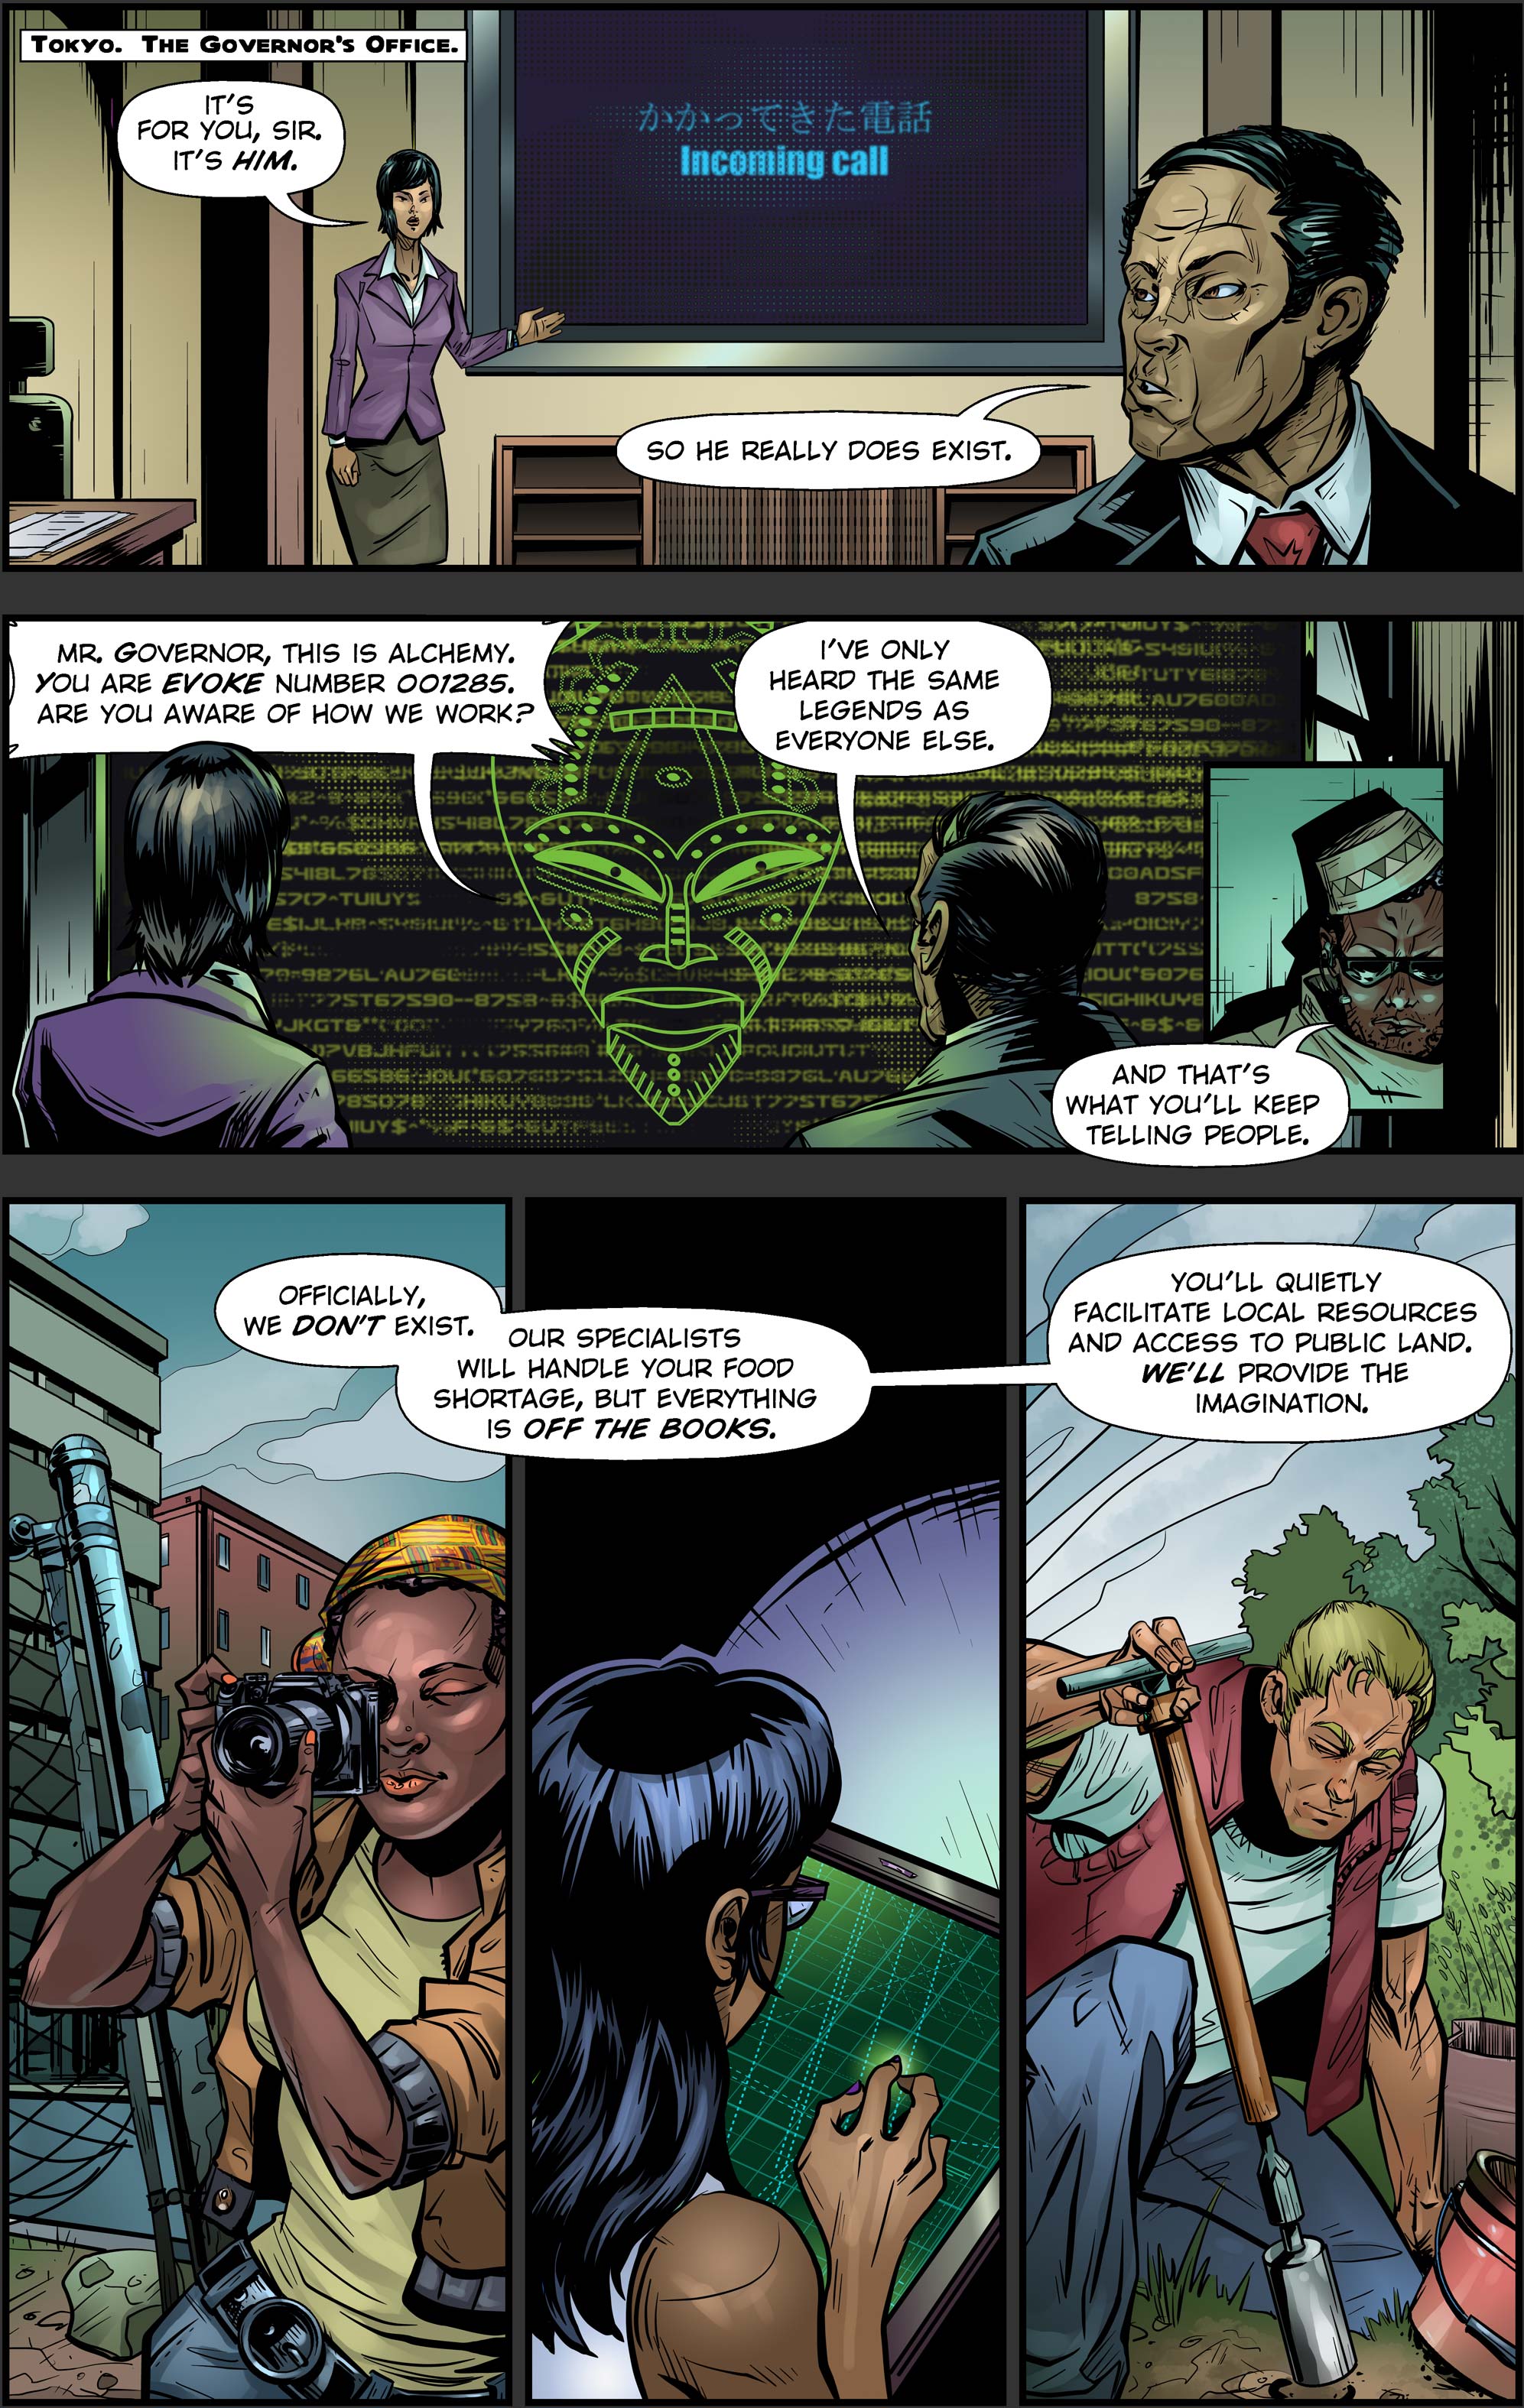 TOKYO. THE GOVERNOR'S OFFICE.
IT'S
FOR YOU, SIR.
IT'S HIM.
かかってきた電話
Incoming call
SO HE REALLY DOES EXIST.
MR. GOVERNOR, THIS IS ALCHEMY.
YOU ARE EVOKE NUMBER 001285.
ARE YOU AWARE OF HOW WE WORK?
I'VE ONLY
HEARD THE SAME
LEGENDS AS
EVERYONE ELSE.
AND THAT'S
WHAT YOU'LL KEEP
TELLING PEOPLE.
OFFICIALLY,
WE DON'T EXIST.
OUR SPECIALISTS
WILL HANDLE YOUR FOOD
SHORTAGE, BUT EVERYTHING
IS OFF THE BOOKS.
YOU'LL QUIETLY
FACILITATE LOCAL RESOURCES
AND ACCESS TO PUBLIC LAND.
WE'LL PROVIDE THE
IMAGINATION.